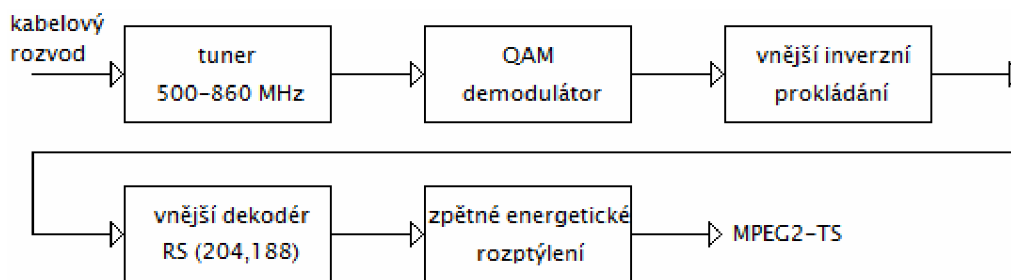 kabelový
rozvod
tuner
500–860 MHz
QAM
demodulátor
vnější inverzní
prokládání
vnější dekodér
RS (204,188)
zpětné energetické
rozptýlení
MPEG2–TS